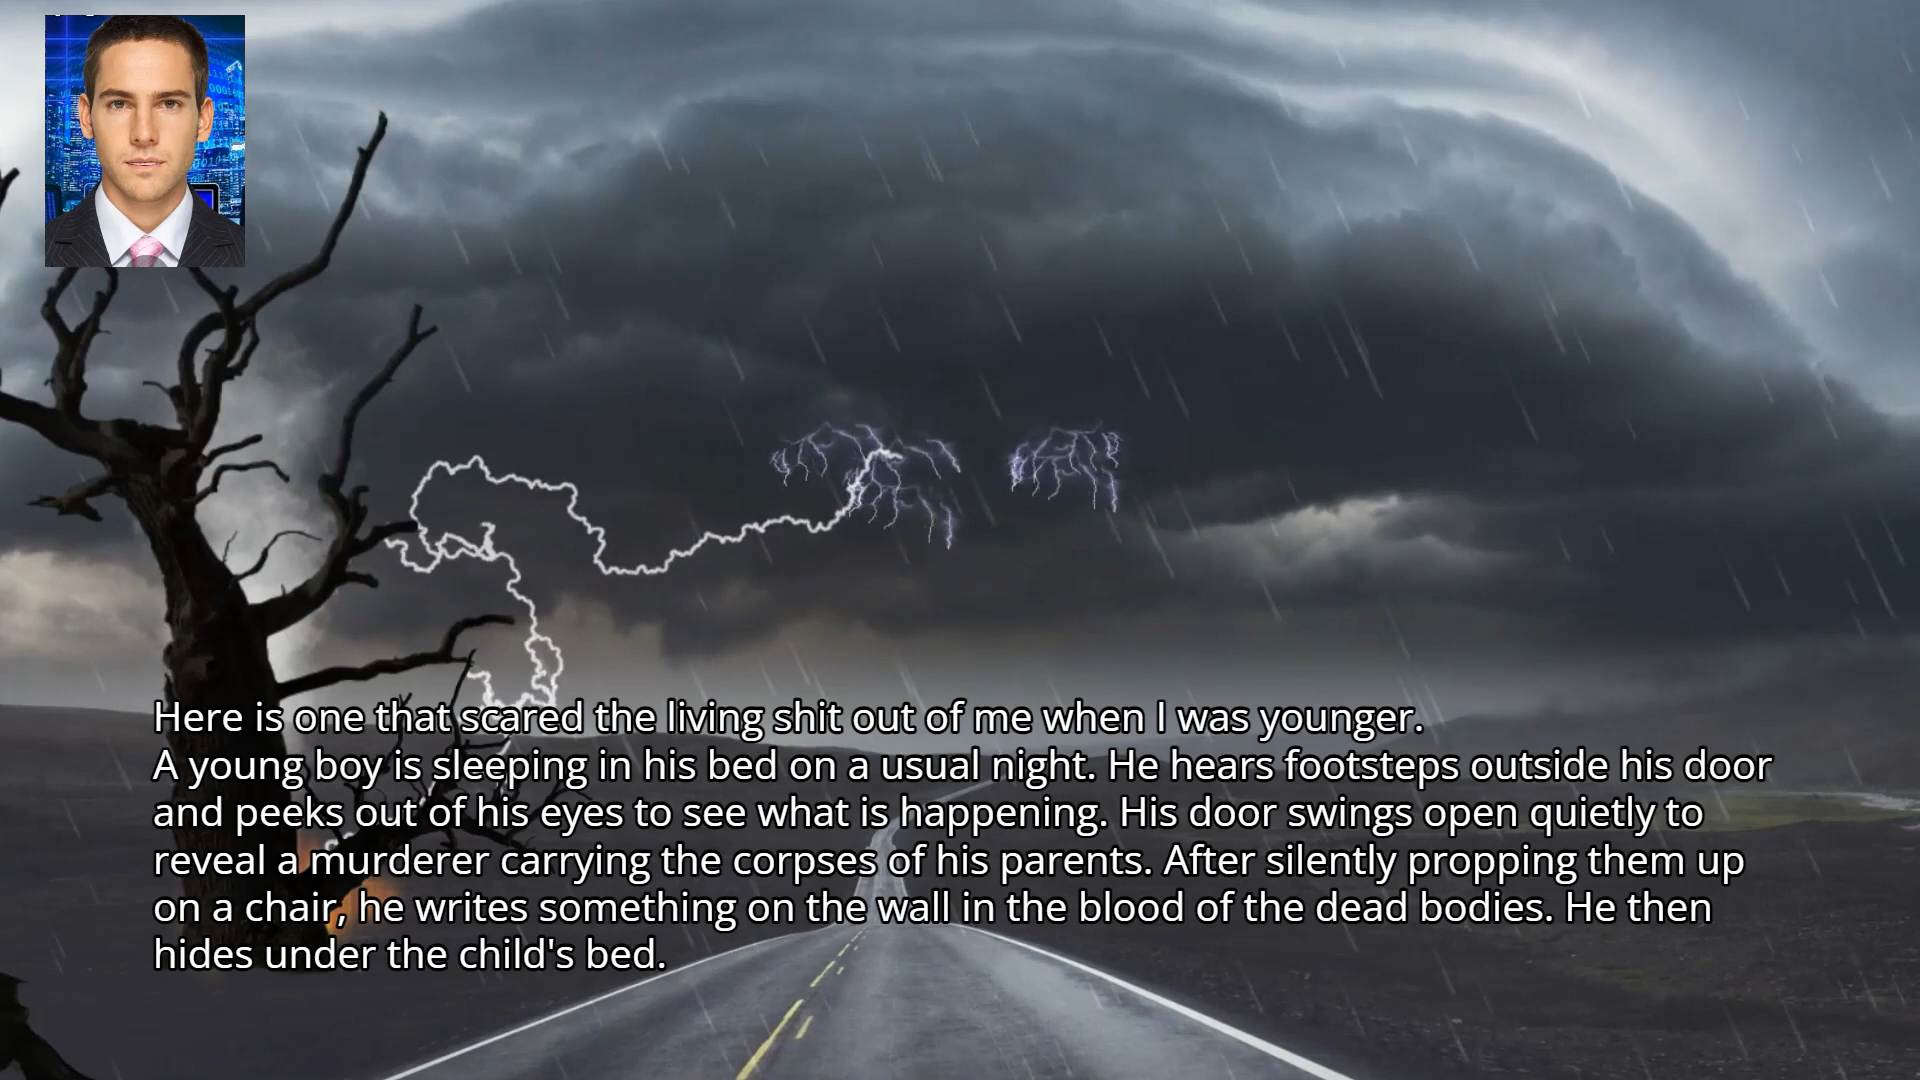 Here is one that scared the living shit out of me when I was younger.
A young boy is sleeping in his bed on a usual night. He hears footsteps outside his door
and peeks out of his eyes to see what is happening. His door swings open quietly to
reveal a murderer carrying the corpses of his parents. After silently propping them up
on a chair, he writes something on the wall in the blood of the dead bodies. He then
hides under the child's bed.